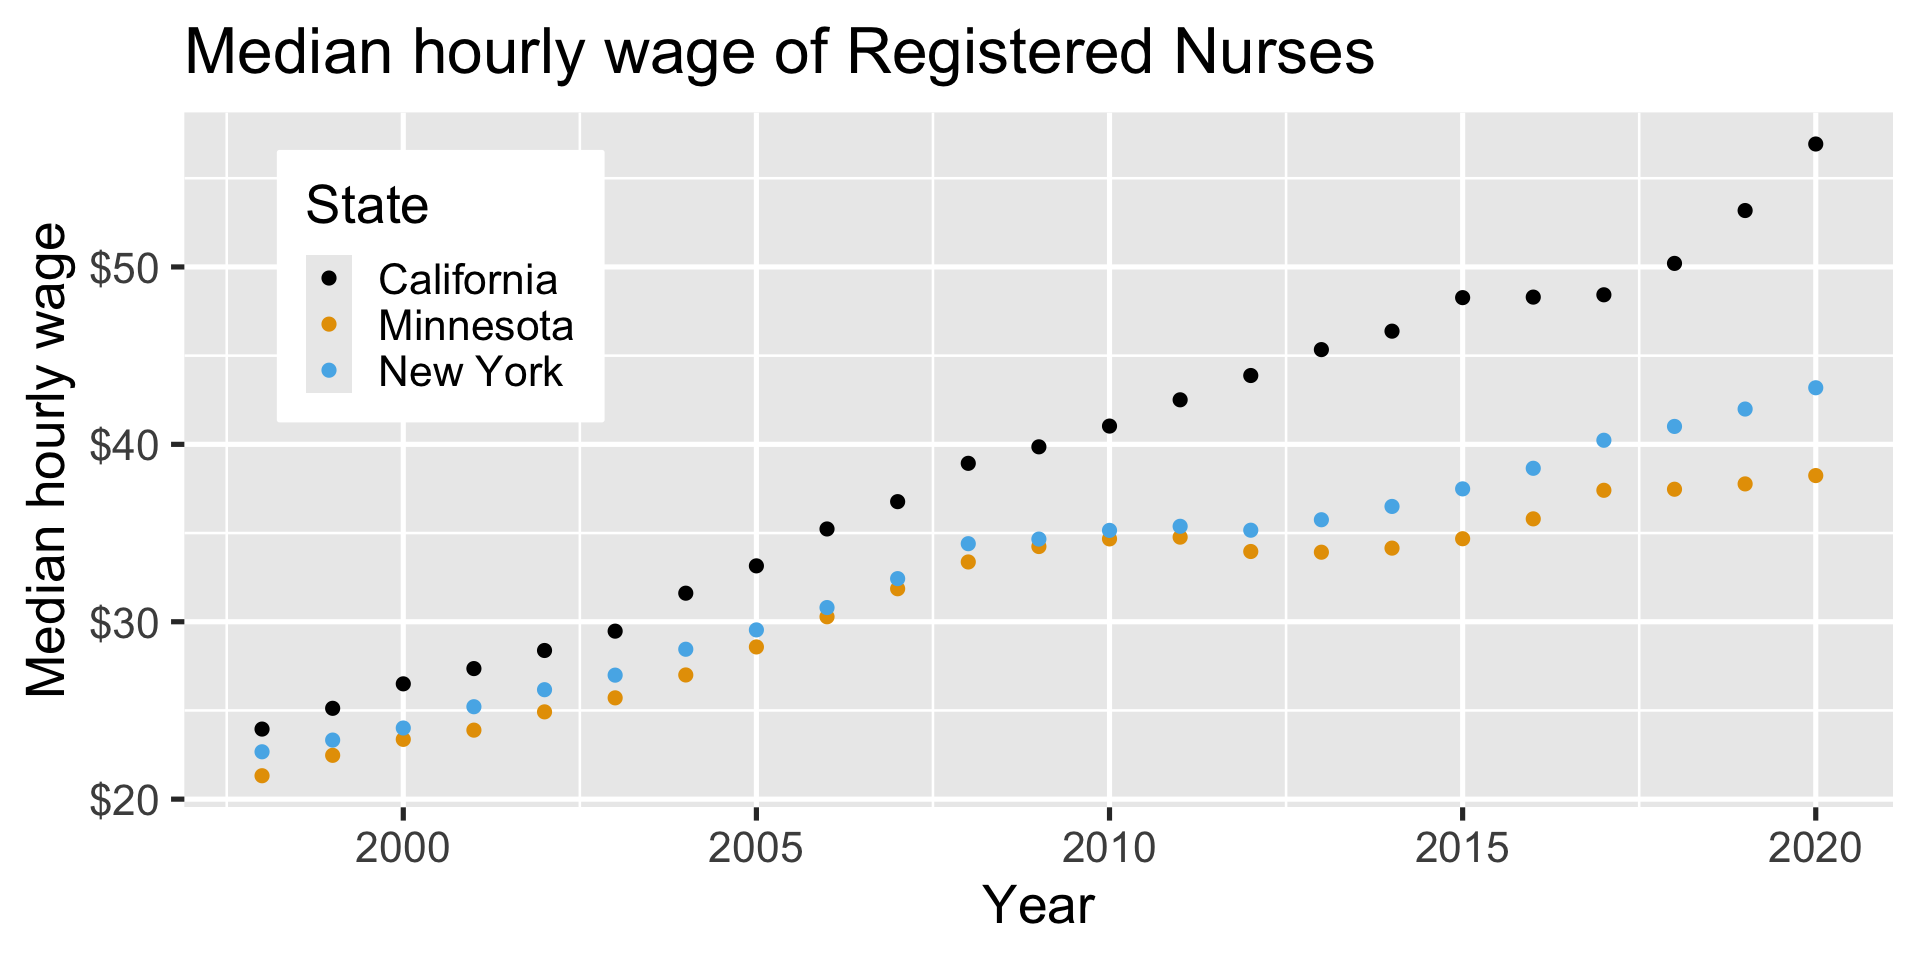 Median hourly wage of Registered Nurses
State
California
Minnesota
New York
Median hourly wage
$50
$40
$30
$20
2000 2005 2010 2015 2020
Year